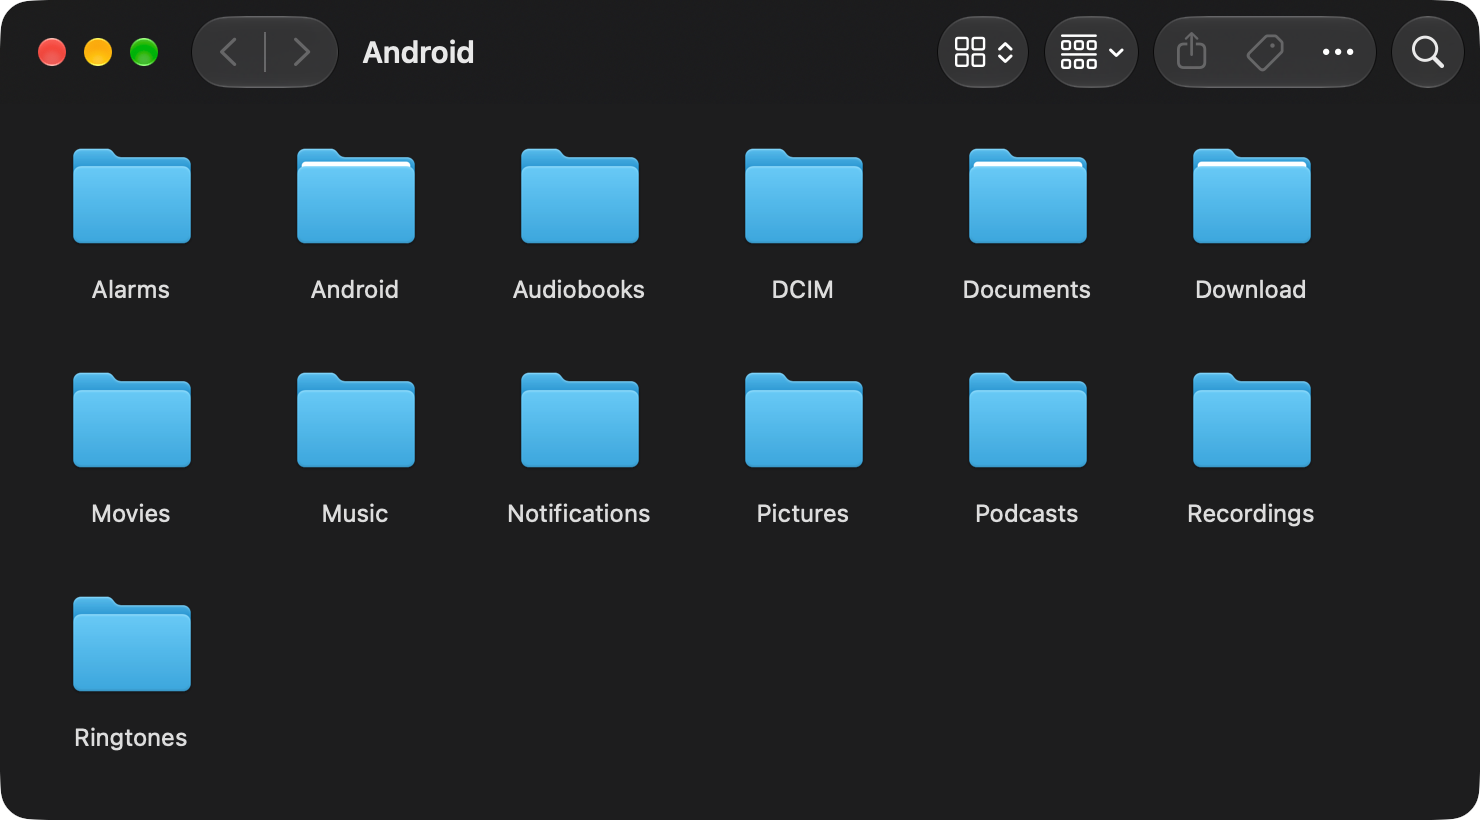 Android
Alarms
Android
Audiobooks
DCIM
Documents
Download
Movies
Music
Notifications
Pictures
Podcasts
Recordings
Ringtones